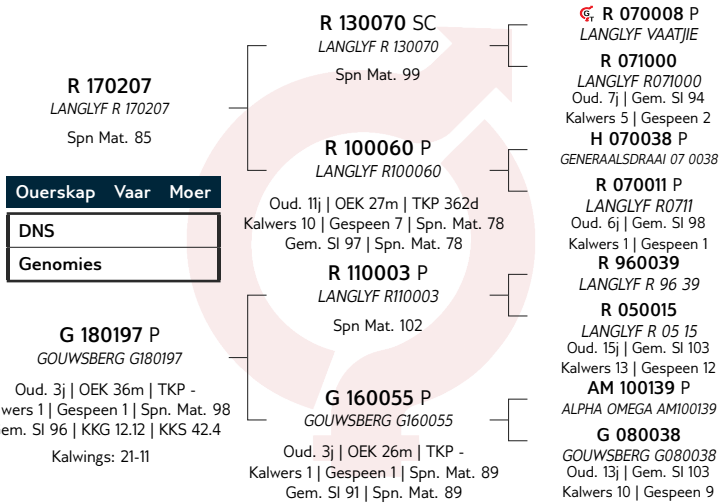 R 170207
LANGLYF R 170207
Spn Mat. 85
Ouerskap Vaar Moer
DNS
Genomies
G 180197 P
GOUWSBERG G180197
Oud. 3j | OEK 36m | TKP -
wers 1 | Gespeen 1 | Spn. Mat. 98
em. SI 96 | KKG 12.12 | KKS 42.4
Kalwings: 21-11
R 130070 SC
LANGLYF R 130070
Spn Mat. 99
R 100060 P
LANGLYF R100060
Oud. 11j | OEK 27m | TKP 362d
Kalwers 10 | Gespeen 7 | Spn. Mat. 78
Gem. SI 97 | Spn. Mat. 78
R 110003 P
LANGLYF R110003
Spn Mat. 102
G 160055 P
GOUWSBERG G160055
Oud. 3j | OEK 26m | TKP -
Kalwers 1 | Gespeen 1 | Spn. Mat. 89
Gem. SI 91 | Spn. Mat. 89
R 070008 P
LANGLYF VAATJIE
R 071000
LANGLYF R071000
Oud. 7j | Gem. SI 94
Kalwers 5 | Gespeen 2
H 070038 P
GENERAALSDRAAI 07 0038
R 070011 P
LANGLYF R0711
Oud. 6j | Gem. SI 98
Kalwers 1 | Gespeen 1
R 960039
LANGLYF R 96 39
R 050015
LANGLYF R 05 15
Oud. 15j | Gem. SI 103
Kalwers 13 | Gespeen 12
AM 100139 P
ALPHA OMEGA AM100139
G 080038
GOUWSBERG G080038
Oud. 13j | Gem. SI 103
Kalwers 10 | Gespeen 9